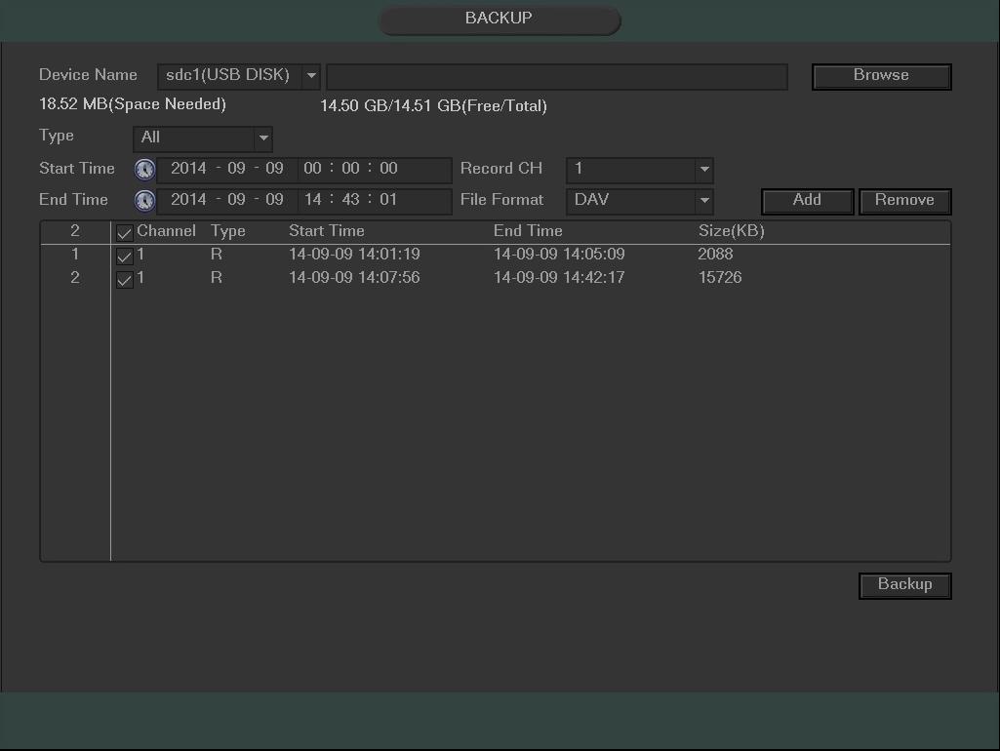 BACKUP
Device Name sdc1(USB DISK) Browse
18.52 MB(Space Needed) 14.50 GB/14.51 GB(Free/Total)
Type All
Start Time 2014 - 09 - 09 00 : 00 : 00 Record CH 1
End Time 2014 - 09 - 09 14 : 43 : 01 File Format DAV Add Remove
2 Channel Type Start Time End Time Size(KB)
1 1 R 14-09-09 14:01:19 14-09-09 14:05:09 2088
2 1 R 14-09-09 14:07:56 14-09-09 14:42:17 15726
Backup